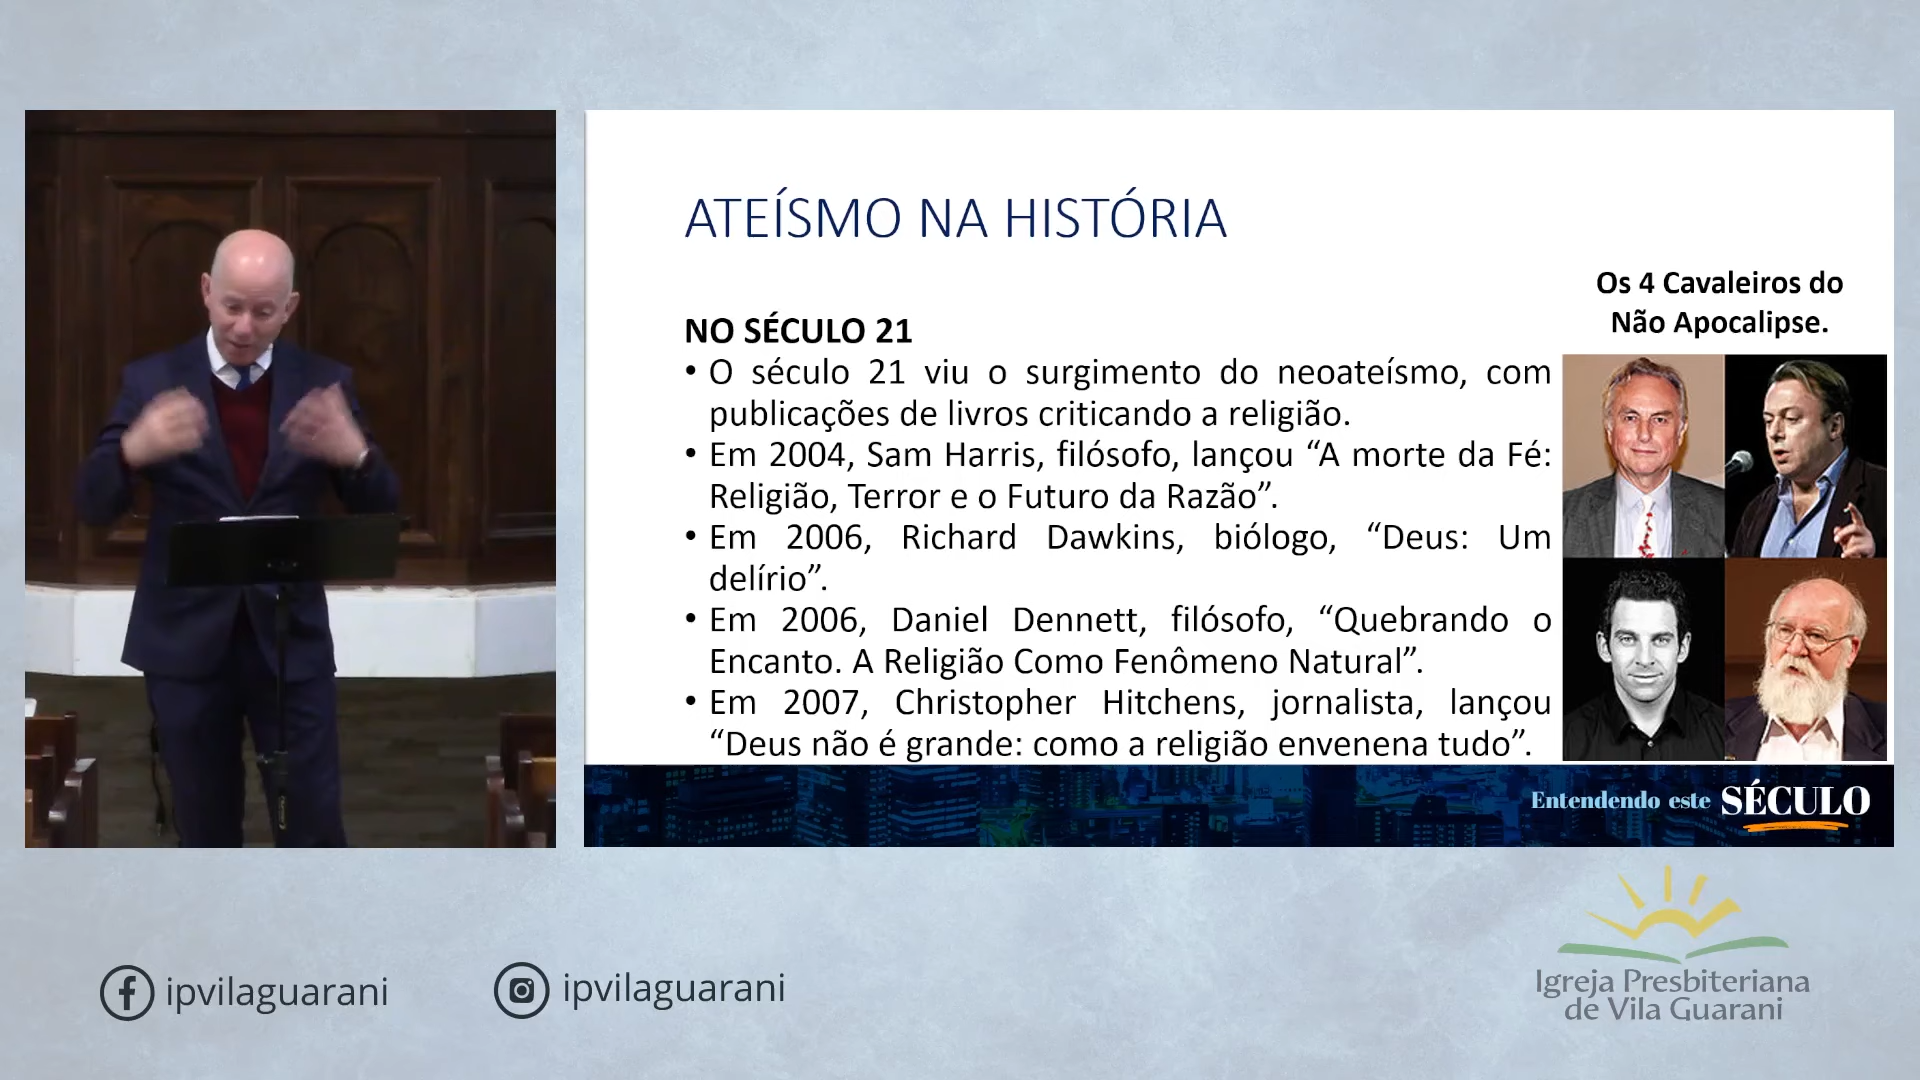 ATEÍSMO NA HISTÓRIA
Os 4 Cavaleiros do
Não Apocalipse.
NO SÉCULO 21
• O século 21 viu o surgimento do neoateísmo, com
publicações de livros criticando a religião.
• Em 2004, Sam Harris, filósofo, lançou “A morte da Fé:
Religião, Terror e o Futuro da Razão”.
• Em 2006, Richard Dawkins, biólogo, “Deus: Um
delírio”.
• Em 2006, Daniel Dennett, filósofo, “Quebrando o
Encanto. A Religião Como Fenômeno Natural”.
• Em 2007, Christopher Hitchens, jornalista, lançou
“Deus não é grande: como a religião envenena tudo”.
Entendendo este SÉCULO
ipvilaguarani
ipvilaguarani
Igreja Presbiteriana
de Vila Guarani